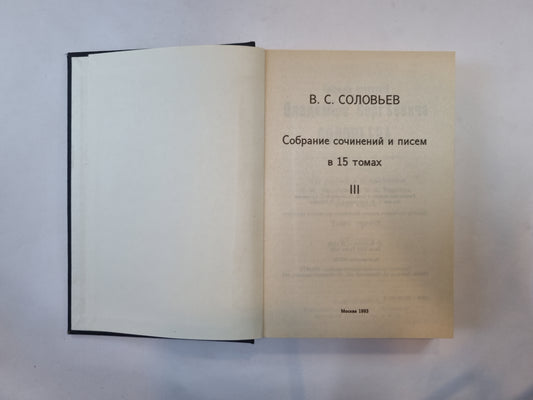 В. С. СОЛОВЬЕВ
Собрание сочинений и писем
в 15 томах
III
Москва 1993